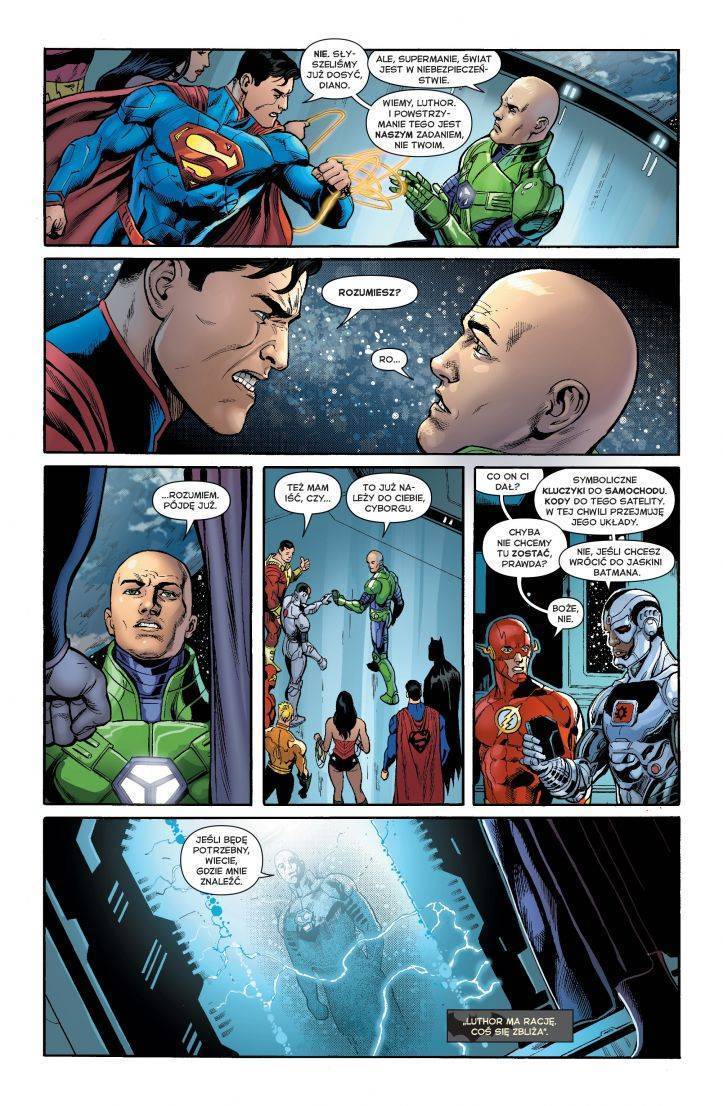 NIE. SŁY-
SZELIŚMY
JUŻ DOSYĆ,
DIANO.
ALE, SUPERMANIE, ŚWIAT
JEST W NIEBEZPIECZEŃ-
STWIE.
WIEMY, LUTHOR.
I POWSTRZY-
MANIE TEGO JEST
NASZYM ZADANIEM,
NIE TWOIM.
ROZUMIESZ?
RO...
...ROZUMIEM.
PÓJDĘ JUŻ.
TEŻ MAM
IŚĆ, CZY...
TO JUŻ NA-
LEŻY DO CIEBIE,
CYBORGU.
CO ON CI
DAŁ?
SYMBOLICZNE
KLUCZYKI DO SAMOCHODU.
KODY DO TEGO SATELITY.
W TEJ CHWILI PRZEJMUJĘ
JEGO UKŁADY.
CHYBA
NIE CHCEMY
TU ZOSTAĆ,
PRAWDA?
NIE, JEŚLI CHCESZ
WRÓCIĆ DO JASKINI
BATMANA.
BOŻE,
NIE.
JEŚLI BĘDĘ
POTRZEBNY,
WIECIE,
GDZIE MNIE
ZNALEŹĆ.
„LUTHOR MA RACJĘ.
COŚ SIĘ ZBLIŻA”.